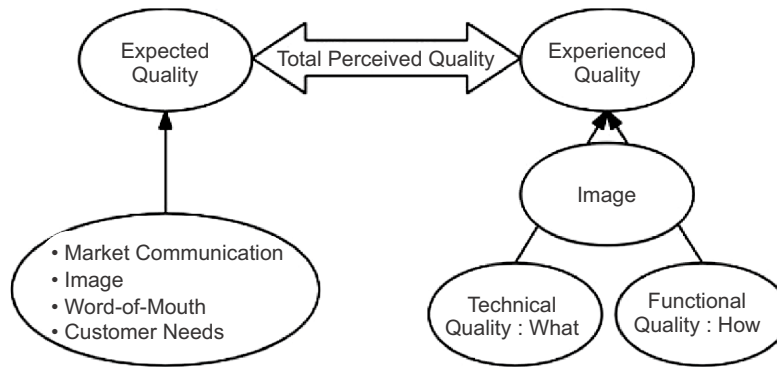 Expected
Quality
Total Perceived Quality
Experienced
Quality
Image
• Market Communication
• Image
• Word-of-Mouth
• Customer Needs
Technical
Quality : What
Functional
Quality : How